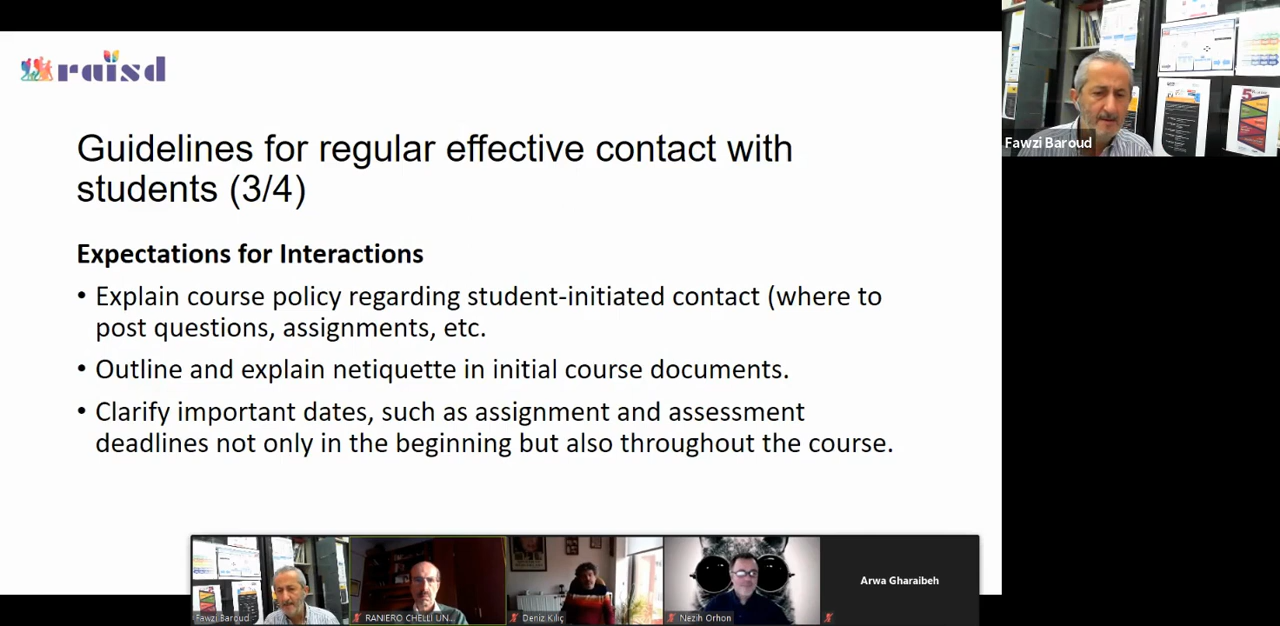 raisd
Guidelines for regular effective contact with
students (3/4)
Expectations for Interactions
• Explain course policy regarding student-initiated contact (where to
post questions, assignments, etc.
• Outline and explain netiquette in initial course documents.
• Clarify important dates, such as assignment and assessment
deadlines not only in the beginning but also throughout the course.
Fawzi Baroud
Fawzi Baroud
RANIERO CHELLI UN...
Deniz Kılıç
Nezih Orhon
Arwa Gharaibeh